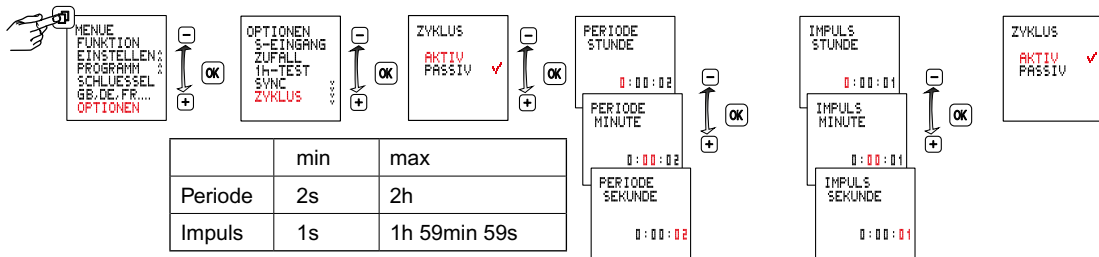 MENUE
FUNKTION
EINSTELLEN
PROGRAMM
SCHLUESSEL
GB,DE,FR....
OPTIONEN
-
OK
+
OPTIONEN
S-EINGANG
ZUFALL
1h-TEST
SYNC
ZYKLUS
-
OK
+
ZYKLUS
AKTIV
PASSIV ✓
-
OK
+
PERIODE
STUNDE
0:00:02
PERIODE
MINUTE
0:00:02
PERIODE
SEKUNDE
0:00:02
-
OK
+
IMPULS
STUNDE
0:00:01
IMPULS
MINUTE
0:00:01
IMPULS
SEKUNDE
0:00:01
-
OK
+
ZYKLUS
AKTIV ✓
PASSIV
min max
Periode 2s 2h
Impuls 1s 1h 59min 59s